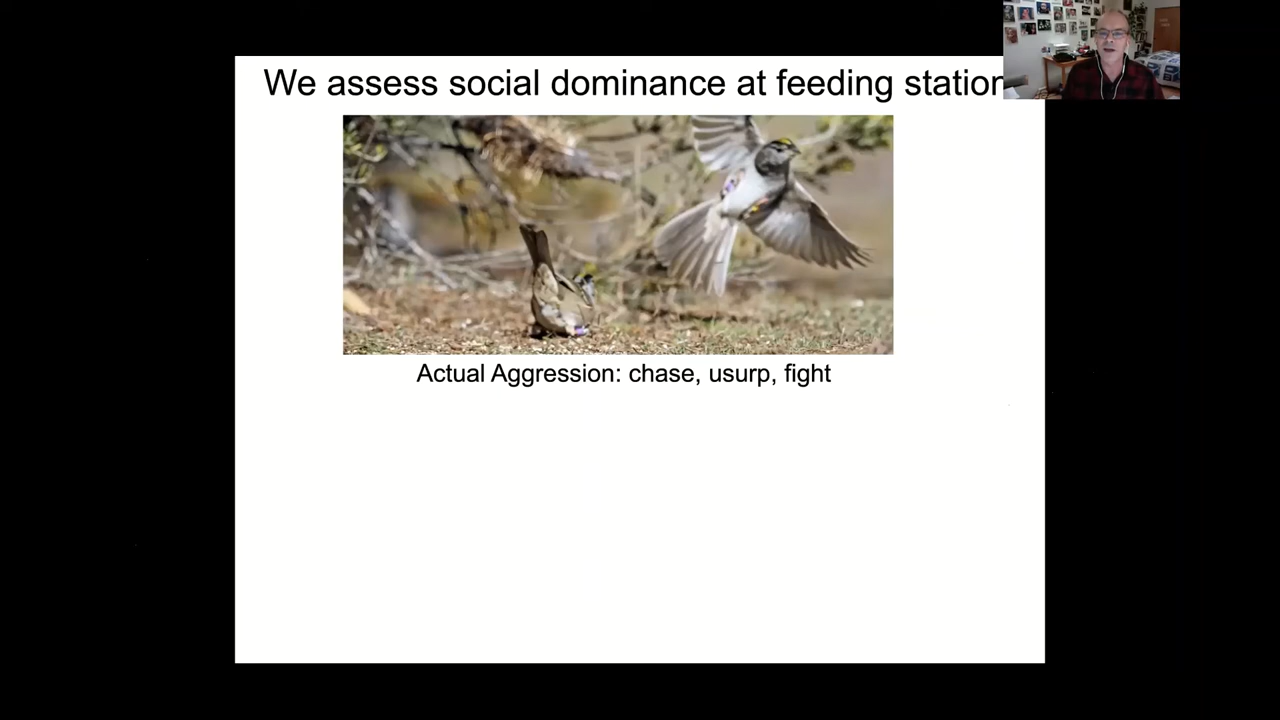 We assess social dominance at feeding station
Actual Aggression: chase, usurp, fight